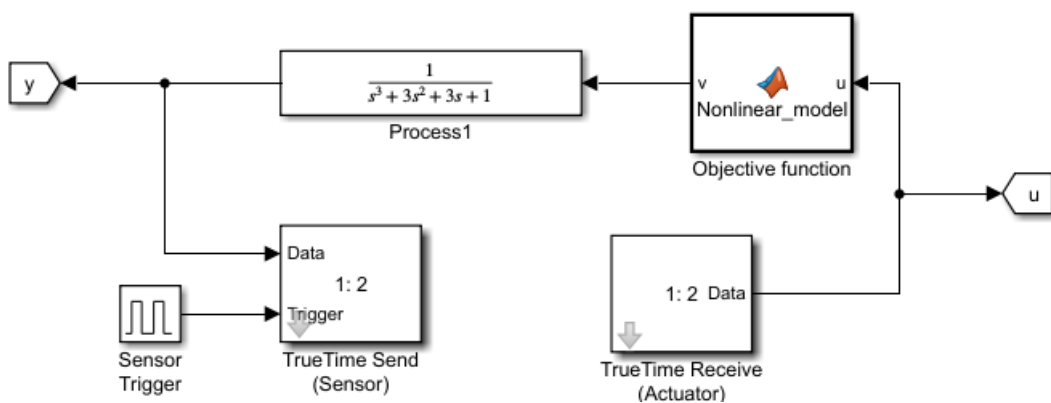 y
1
s³ + 3s² + 3s + 1
Process1
v
u
Nonlinear_model
Objective function
u
Data
1: 2
Trigger
Sensor
Trigger
TrueTime Send
(Sensor)
1: 2
Data
TrueTime Receive
(Actuator)